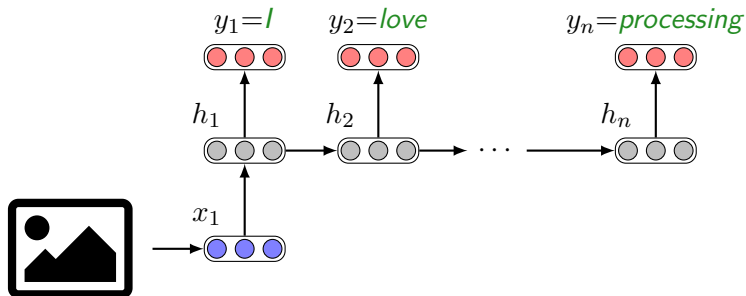 y₁=I y₂=love yₙ=processing
h₁ h₂ hₙ
···
x₁